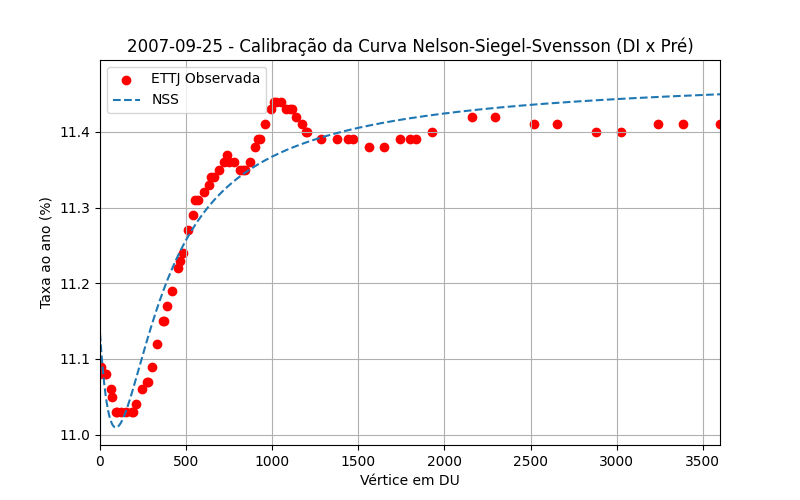 2007-09-25 - Calibração da Curva Nelson-Siegel-Svensson (DI x Pré)
ETTJ Observada
NSS
Taxa ao ano (%)
11.4
11.3
11.2
11.1
11.0
0 500 1000 1500 2000 2500 3000 3500
Vértice em DU